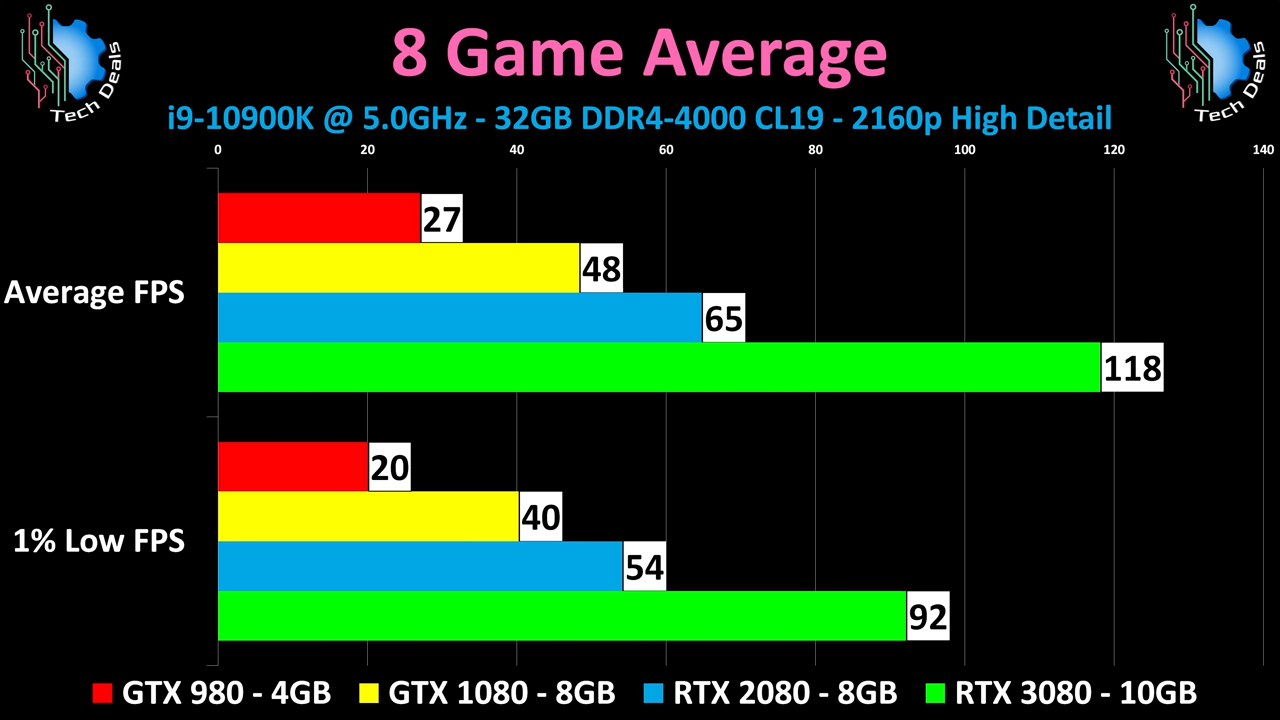 8 Game Average
Tech Deals
Tech Deals
i9-10900K @ 5.0GHz - 32GB DDR4-4000 CL19 - 2160p High Detail
0 20 40 60 80 100 120 140
Average FPS
27
48
65
118
1% Low FPS
20
40
54
92
GTX 980 - 4GB GTX 1080 - 8GB RTX 2080 - 8GB RTX 3080 - 10GB